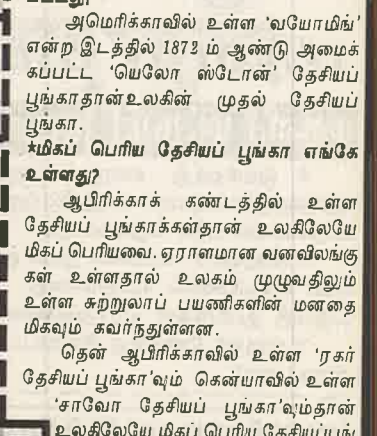 அமெரிக்காவில் உள்ள 'வயோமிங்'
என்ற இடத்தில் 1872 ம் ஆண்டு அமைக்
கப்பட்ட 'யெலோ ஸ்டோன்' தேசியப்
பூங்காதான்உலகின் முதல் தேசியப்
பூங்கா.
*மிகப் பெரிய தேசியப் பூங்கா எங்கே
உள்ளது?
ஆபிரிக்காக் கண்டத்தில் உள்ள
தேசியப் பூங்காக்கள்தான் உலகிலேயே
மிகப் பெரியவை. ஏராளமான வனவிலங்கு
கள் உள்ளதால் உலகம் முழுவதிலும்
உள்ள சுற்றுலாப் பயணிகளின் மனதை
மிகவும் கவர்ந்துள்ளன.
தென் ஆபிரிக்காவில் உள்ள 'ரகர்
தேசியப் பூங்கா'வும் கென்யாவில் உள்ள
'சாவோ தேசியப் பூங்கா'வும்தான்
உலகிலேயே மிகப் பெரிய